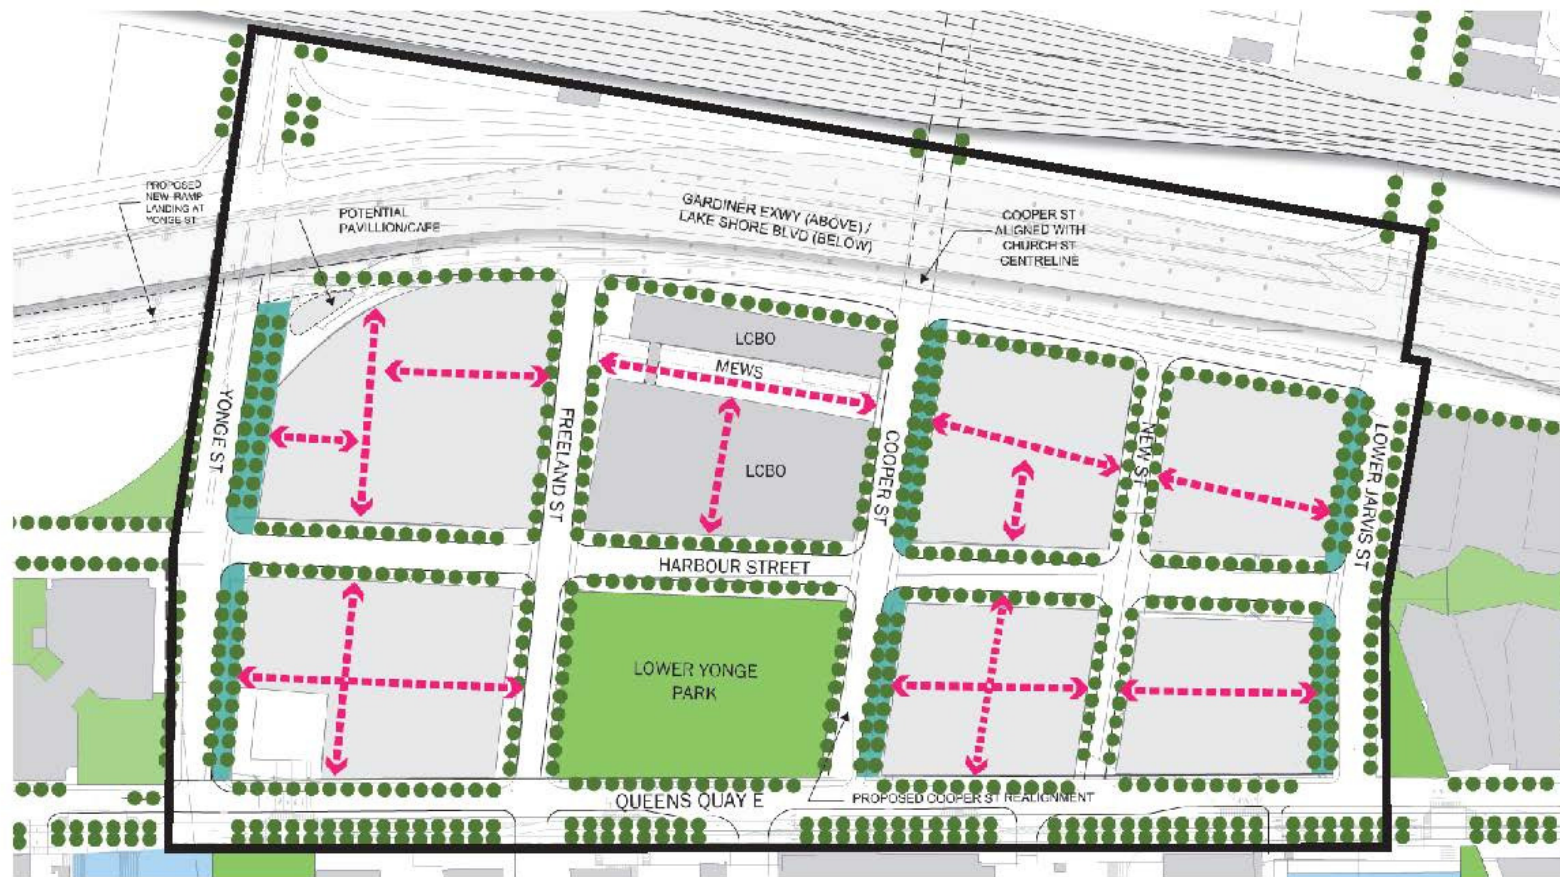 PROPOSED
NEW RAMP
LANDING AT
YONGE ST
POTENTIAL
PAVILLION/CAFE
GARDINER EXWY (ABOVE) /
LAKE SHORE BLVD (BELOW)
COOPER ST
ALIGNED WITH
CHURCH ST
CENTRELINE
LCBO
MEWS
LCBO
YONGE ST
FREELAND ST
COOPER ST
NEW ST
LOWER JARVIS ST
HARBOUR STREET
LOWER YONGE
PARK
QUEENS QUAY E
PROPOSED COOPER ST REALIGNMENT